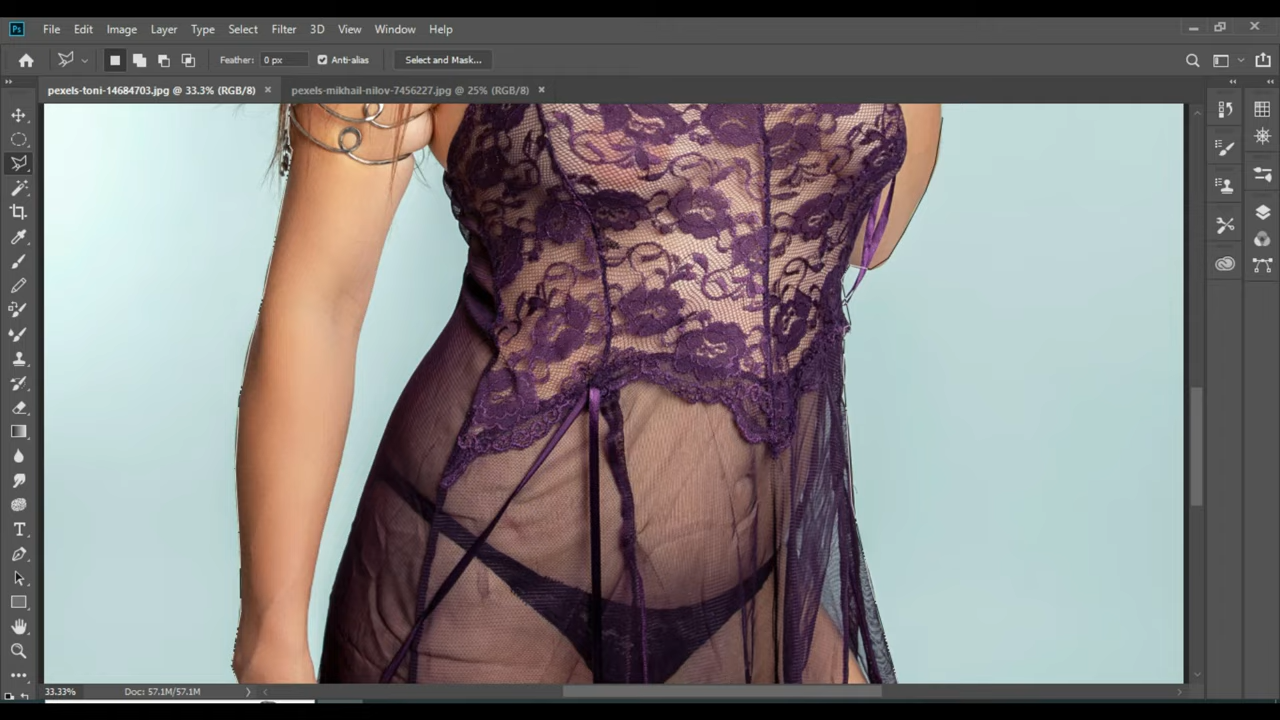 Ps File Edit Image Layer Type Select Filter 3D View Window Help
Feather: 0 px Anti-alias Select and Mask...
pexels-toni-14684703.jpg @ 33.3% (RGB/8) × pexels-mikhail-nilov-7456227.jpg @ 25% (RGB/8) ×
33.33% Doc: 57.1M/57.1M